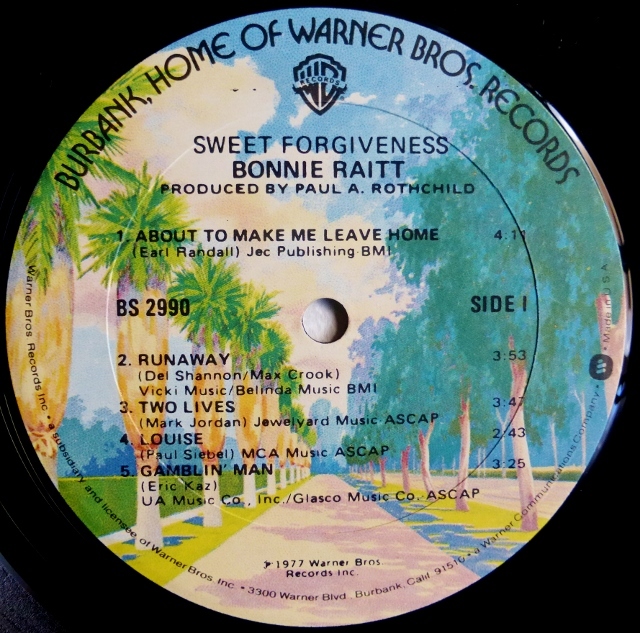 BURBANK, HOME OF WARNER BROS. RECORDS
RECORDS
SWEET FORGIVENESS
BONNIE RAITT
PRODUCED BY PAUL A. ROTHCHILD
1. ABOUT TO MAKE ME LEAVE HOME 4:11
(Earl Randall) Jec Publishing BMI
BS 2990 SIDE 1
2. RUNAWAY 3:53
(Del Shannon/Max Crook)
Vicki Music/Belinda Music BMI
3. TWO LIVES 3:47
(Mark Jordan) Jewelyard Music ASCAP
4. LOUISE 2:43
(Paul Siebel) MCA Music ASCAP
5. GAMBLIN' MAN 3:25
(Eric Kaz)
UA Music Co., Inc./Glasco Music Co. ASCAP
℗ 1977 Warner Bros.
Records Inc.
Warner Bros Records Inc. • a subsidiary and licensee of Warner Bros Inc. • 3300 Warner Blvd., Burbank, Calif. 91510 • a Warner Communications Company • Made in U.S.A.